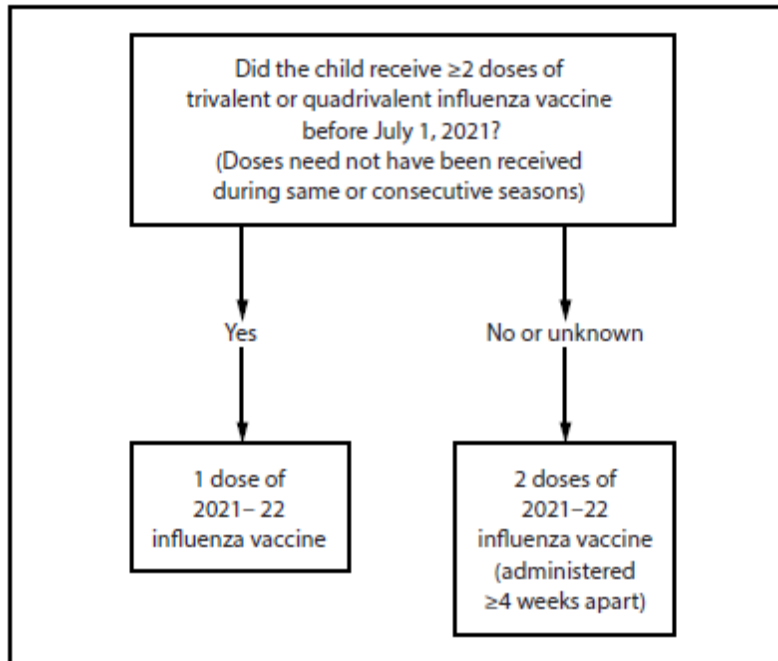 Did the child receive ≥2 doses of
trivalent or quadrivalent influenza vaccine
before July 1, 2021?
(Doses need not have been received
during same or consecutive seasons)
Yes
No or unknown
1 dose of
2021– 22
influenza vaccine
2 doses of
2021–22
influenza vaccine
(administered
≥4 weeks apart)